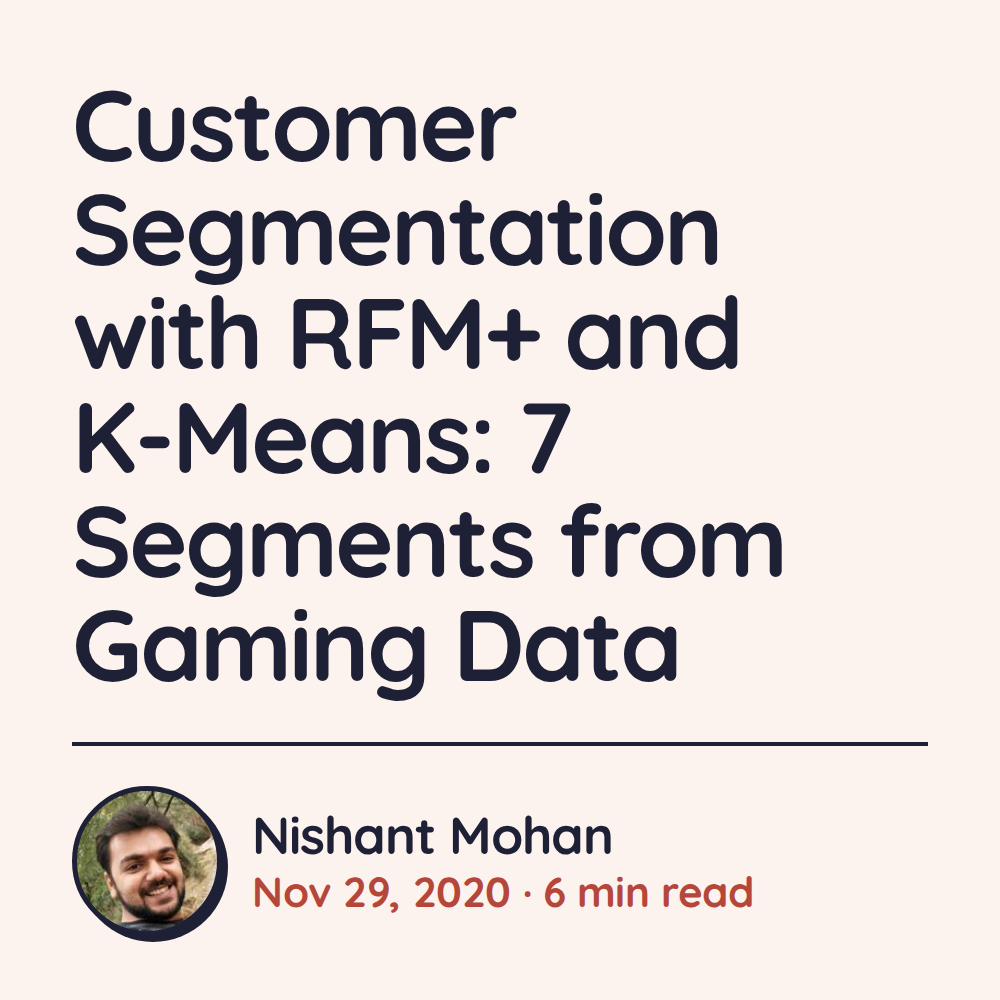 Customer
Segmentation
with RFM+ and
K-Means: 7
Segments from
Gaming Data
Nishant Mohan
Nov 29, 2020 · 6 min read